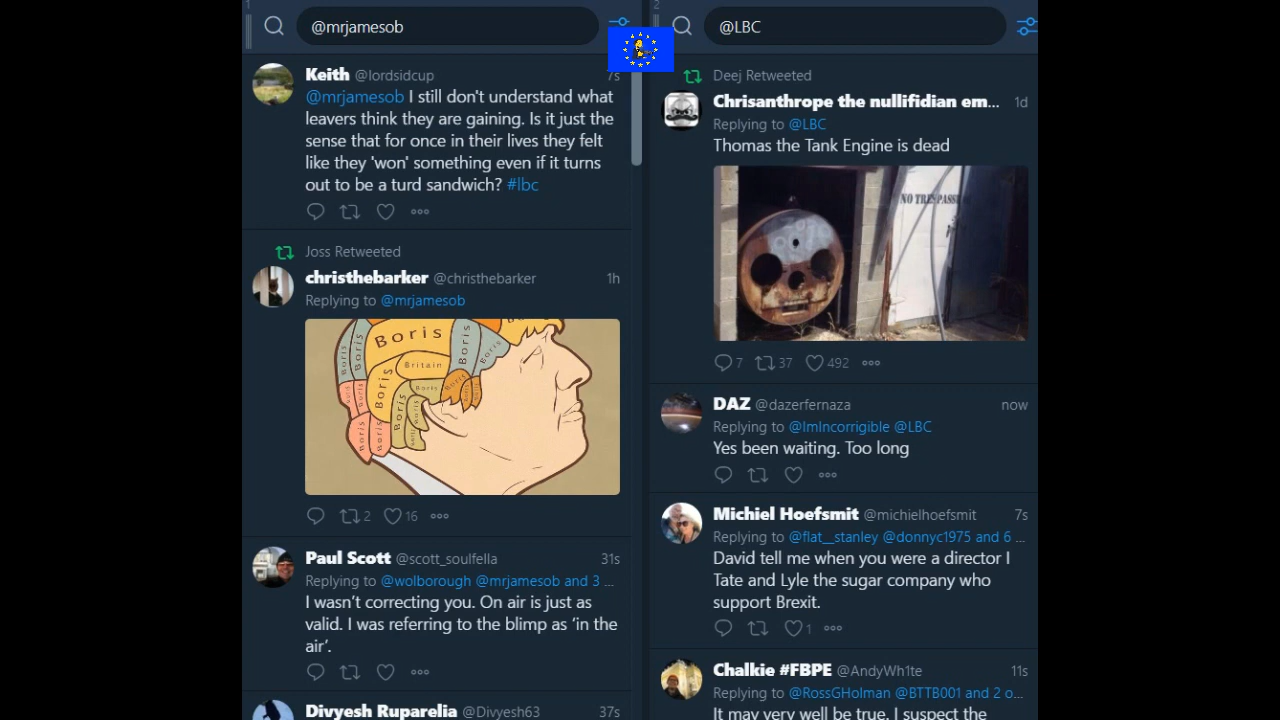 1
@mrjamesob
Keith @lordsidcup 7s
@mrjamesob I still don't understand what
leavers think they are gaining. Is it just the
sense that for once in their lives they felt
like they 'won' something even if it turns
out to be a turd sandwich? #lbc
Joss Retweeted
christhebarker @christhebarker 1h
Replying to @mrjamesob
Boris
Boris
Boris
Boris
Britain
Boris
Boris
Boris
Boris
Boris
Boris
2 16
Paul Scott @scott_soulfella 31s
Replying to @wolborough @mrjamesob and 3 ...
I wasn't correcting you. On air is just as
valid. I was referring to the blimp as 'in the
air'.
Divyesh Ruparelia @Divyesh63 37s
2
@LBC
Deej Retweeted
Chrisanthrope the nullifidian em... 1d
Replying to @LBC
Thomas the Tank Engine is dead
NO TRESPASS
7 37 492
DAZ @dazerfernaza now
Replying to @ImIncorrigible @LBC
Yes been waiting. Too long
Michiel Hoefsmit @michielhoefsmit 7s
Replying to @flat__stanley @donnyc1975 and 6 ...
David tell me when you were a director I
Tate and Lyle the sugar company who
support Brexit.
1
Chalkie #FBPE @AndyWh1te 11s
Replying to @RossGHolman @BTTB001 and 2 o...
It may very well be true. I suspect the